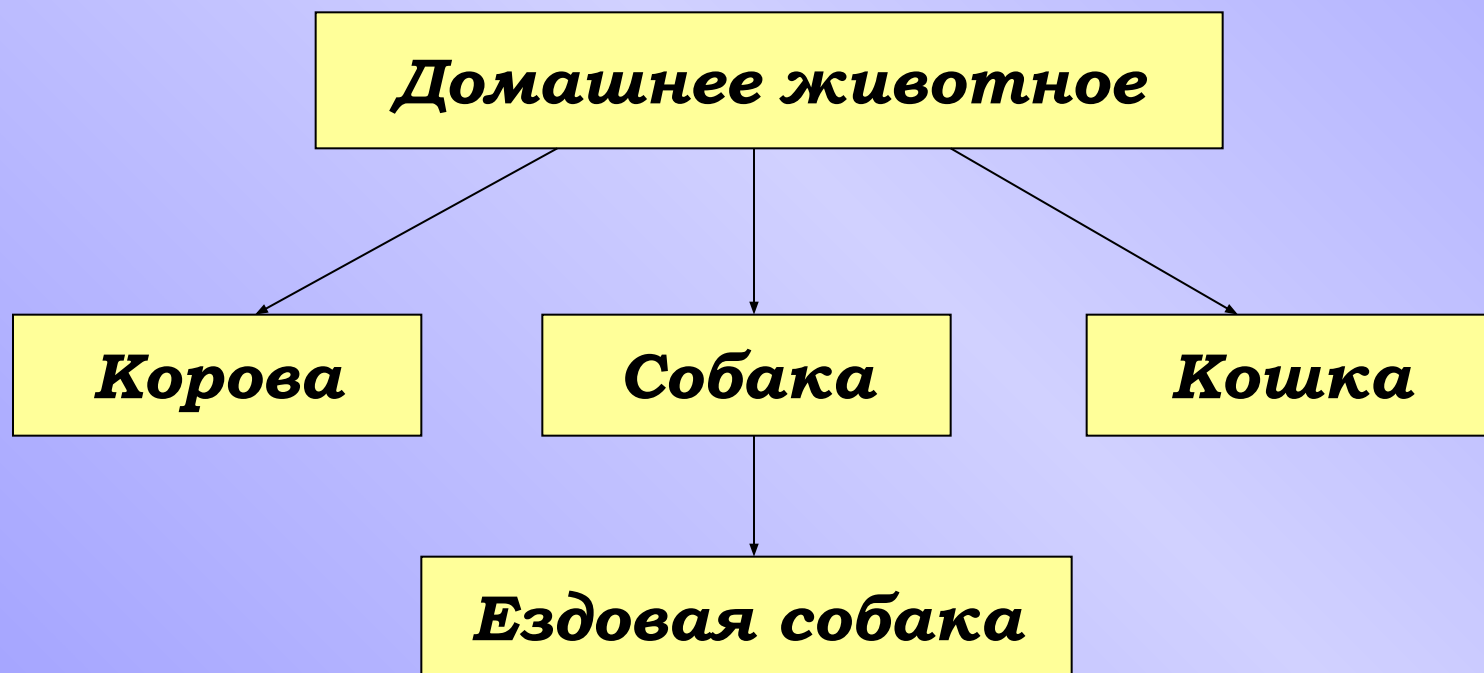 Домашнее животное
Корова
Собака
Кошка
Ездовая собака